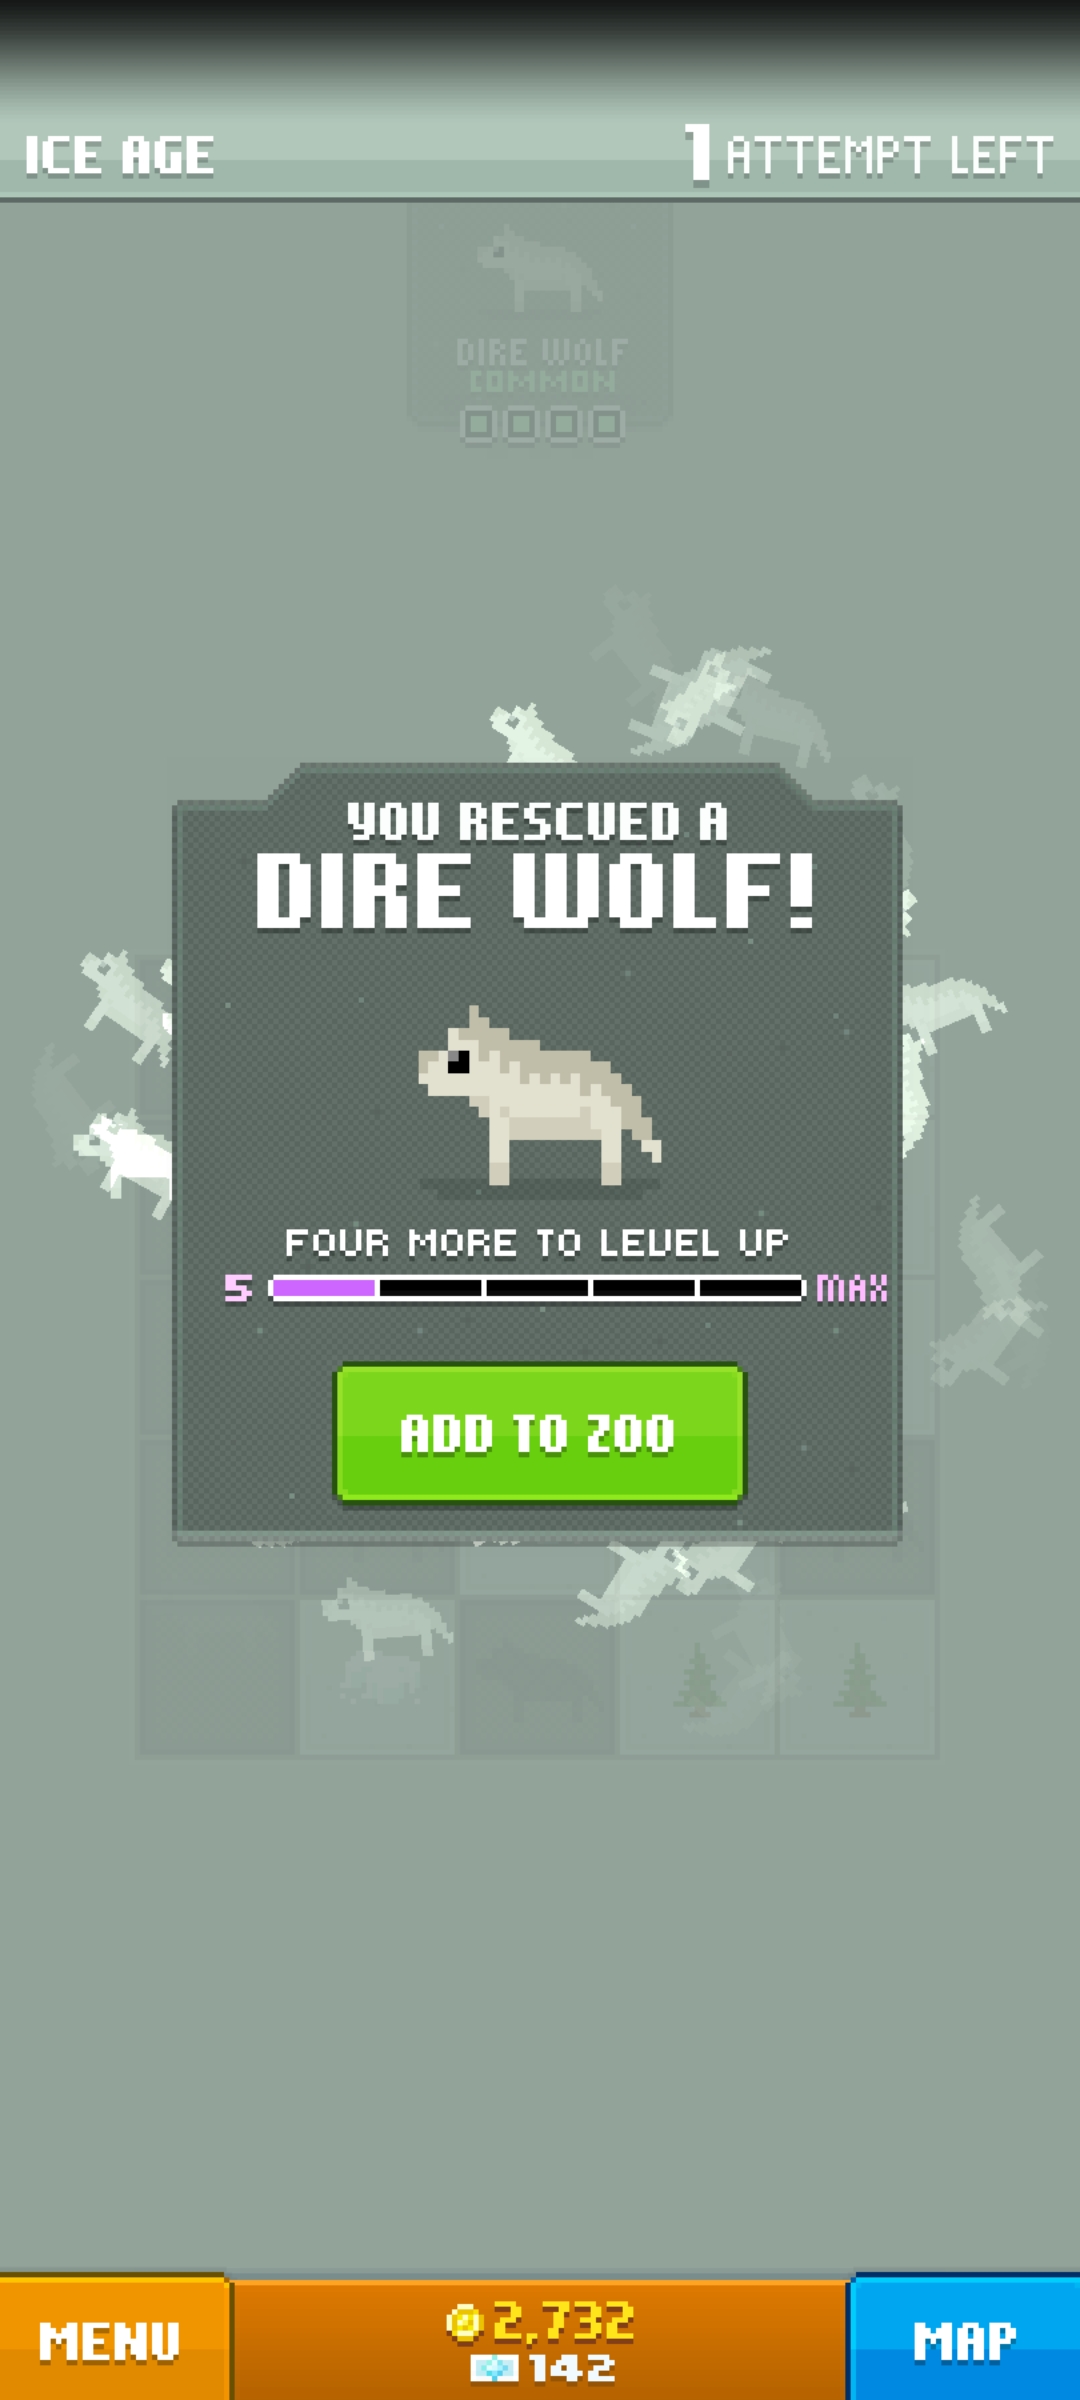 ICE AGE
1 ATTEMPT LEFT
DIRE WOLF
COMMON
YOU RESCUED A
DIRE WOLF!
FOUR MORE TO LEVEL UP
5 MAX
ADD TO ZOO
MENU
2,732
142
MAP